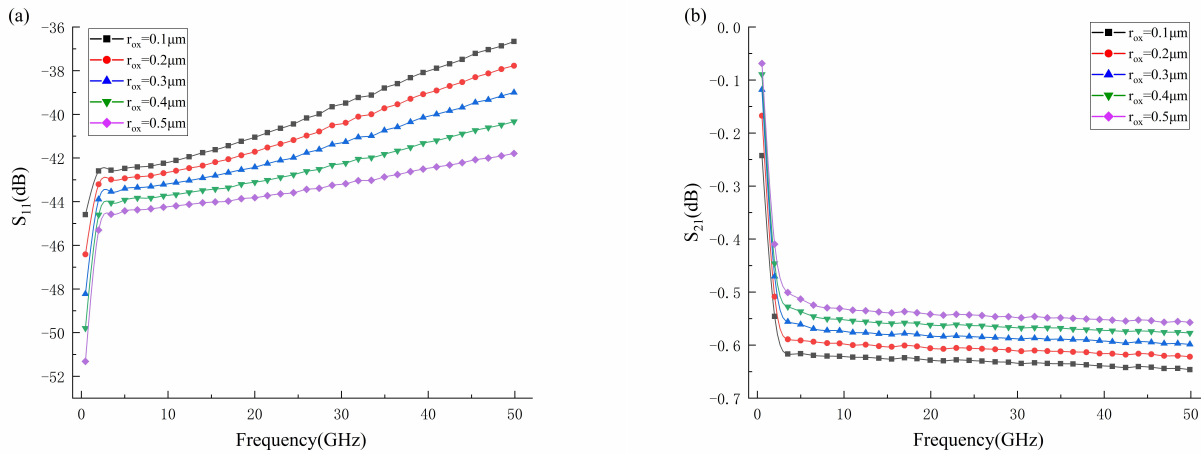 (a)
-36
-38
-40
-42
-44
-46
-48
-50
-52
S11(dB)
rox=0.1μm
rox=0.2μm
rox=0.3μm
rox=0.4μm
rox=0.5μm
0
10
20
30
40
50
Frequency(GHz)
(b)
0.0
-0.1
-0.2
-0.3
-0.4
-0.5
-0.6
-0.7
S21(dB)
rox=0.1μm
rox=0.2μm
rox=0.3μm
rox=0.4μm
rox=0.5μm
0
10
20
30
40
50
Frequency(GHz)